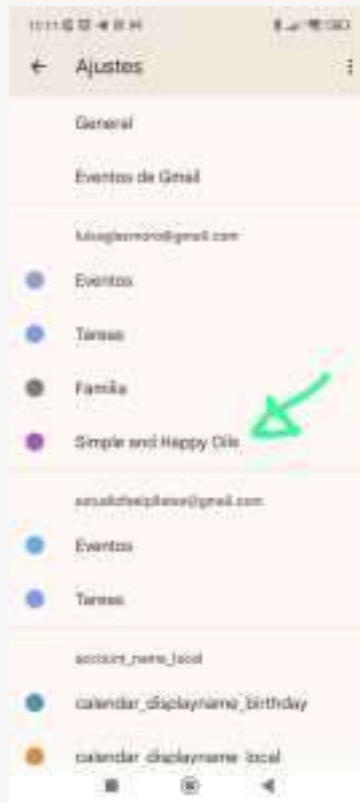 Ajustes
General
Eventos de Gmail
Eventos
Tareas
Familia
Simple and Happy Oils
Eventos
Tareas
account_name_local
calendar_displayname_birthday
calendar_displayname_local